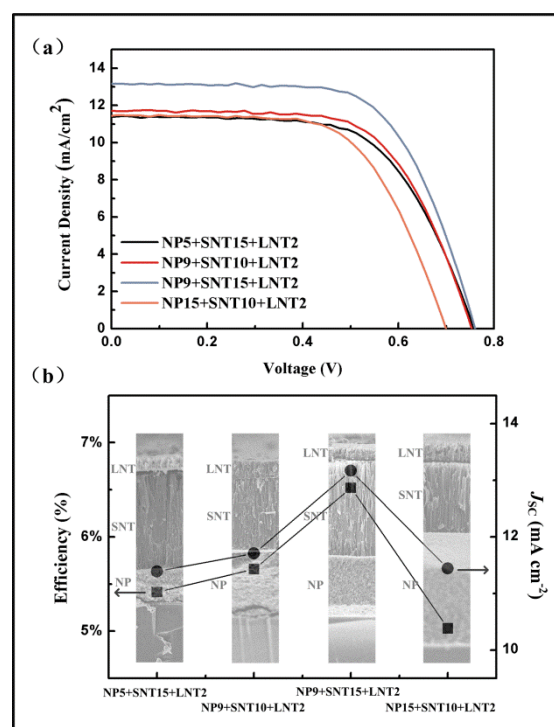 (a)
14
12
10
8
6
4
2
0
Current Density (mA/cm²)
NP5+SNT15+LNT2
NP9+SNT10+LNT2
NP9+SNT15+LNT2
NP15+SNT10+LNT2
0.0 0.2 0.4 0.6 0.8
Voltage (V)
(b)
7%
6%
5%
Efficiency (%)
LNT
SNT
NP
LNT
SNT
NP
LNT
SNT
NP
LNT
SNT
NP
14
12
10
JSC (mA cm²)
NP5+SNT15+LNT2
NP9+SNT10+LNT2
NP9+SNT15+LNT2
NP15+SNT10+LNT2